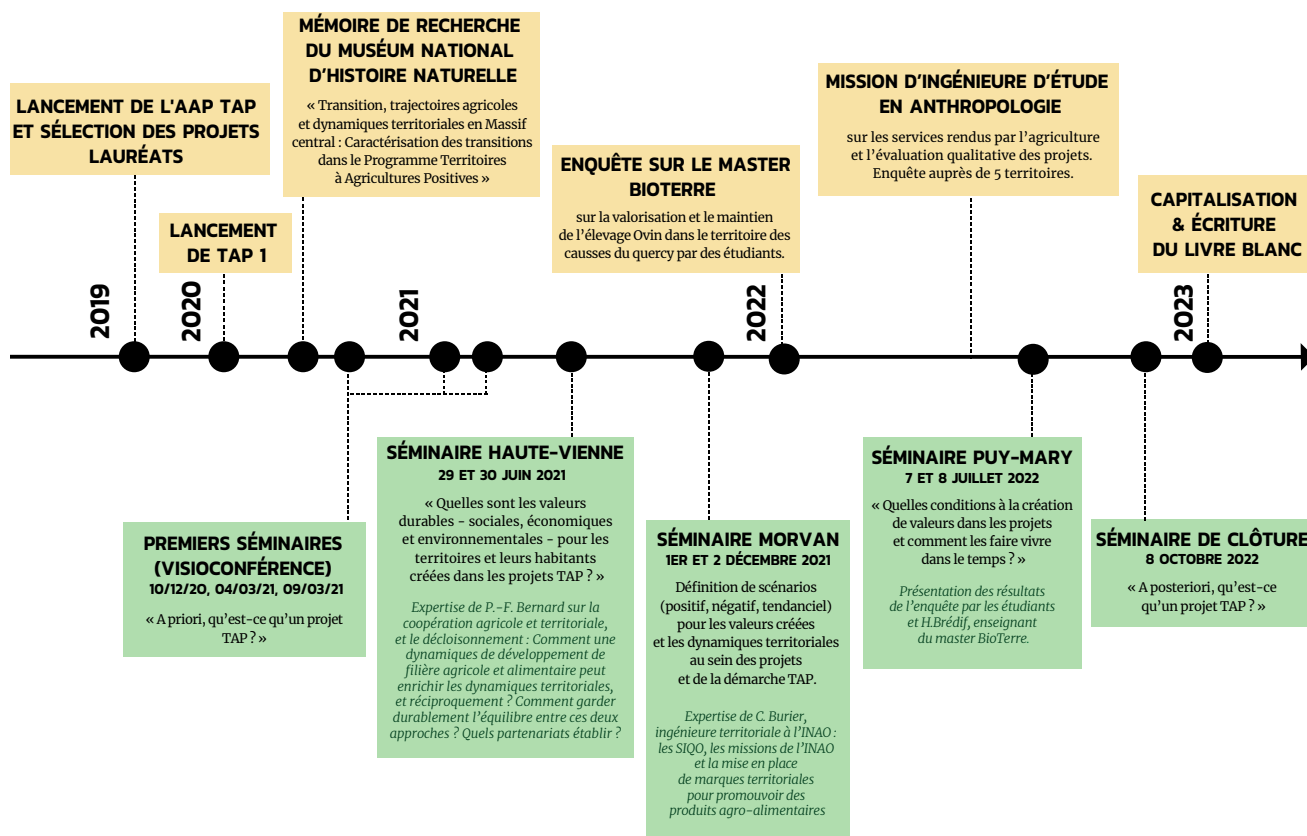 MÉMOIRE DE RECHERCHE
DU MUSÉUM NATIONAL
D'HISTOIRE NATURELLE
« Transition, trajectoires agricoles
et dynamiques territoriales en Massif
central : Caractérisation des transitions
dans le Programme Territoires
à Agricultures Positives »
LANCEMENT DE L'AAP TAP
ET SÉLECTION DES PROJETS
LAURÉATS
MISSION D'INGÉNIEURE D'ÉTUDE
EN ANTHROPOLOGIE
sur les services rendus par l'agriculture
et l'évaluation qualitative des projets.
Enquête auprès de 5 territoires.
ENQUÊTE SUR LE MASTER
BIOTERRE
sur la valorisation et le maintien
de l'élevage Ovin dans le territoire des
causses du quercy par des étudiants.
CAPITALISATION
& ÉCRITURE
DU LIVRE BLANC
LANCEMENT
DE TAP 1
2019
2020
2021
2022
2023
PREMIERS SÉMINAIRES
(VISIOCONFÉRENCE)
10/12/20, 04/03/21, 09/03/21
« A priori, qu'est-ce qu'un projet
TAP ? »
SÉMINAIRE HAUTE-VIENNE
29 ET 30 JUIN 2021
« Quelles sont les valeurs
durables - sociales, économiques
et environnementales - pour les
territoires et leurs habitants
créées dans les projets TAP ? »
Expertise de P.-F. Bernard sur la
coopération agricole et territoriale,
et le décloisonnement : Comment une
dynamiques de développement de
filière agricole et alimentaire peut
enrichir les dynamiques territoriales,
et réciproquement ? Comment garder
durablement l'équilibre entre ces deux
approches ? Quels partenariats établir ?
SÉMINAIRE MORVAN
1ER ET 2 DÉCEMBRE 2021
Définition de scénarios
(positif, négatif, tendanciel)
pour les valeurs créées
et les dynamiques territoriales
au sein des projets
et de la démarche TAP.
Expertise de C. Burier,
ingénieure territoriale à l'INAO :
les SIQO, les missions de l'INAO
et la mise en place
de marques territoriales
pour promouvoir des
produits agro-alimentaires
SÉMINAIRE PUY-MARY
7 ET 8 JUILLET 2022
« Quelles conditions à la création
de valeurs dans les projets
et comment les faire vivre
dans le temps ? »
Présentation des résultats
de l'enquête par les étudiants
et H.Brédif, enseignant
du master BioTerre.
SÉMINAIRE DE CLÔTURE
8 OCTOBRE 2022
« A posteriori, qu'est-ce
qu'un projet TAP ? »